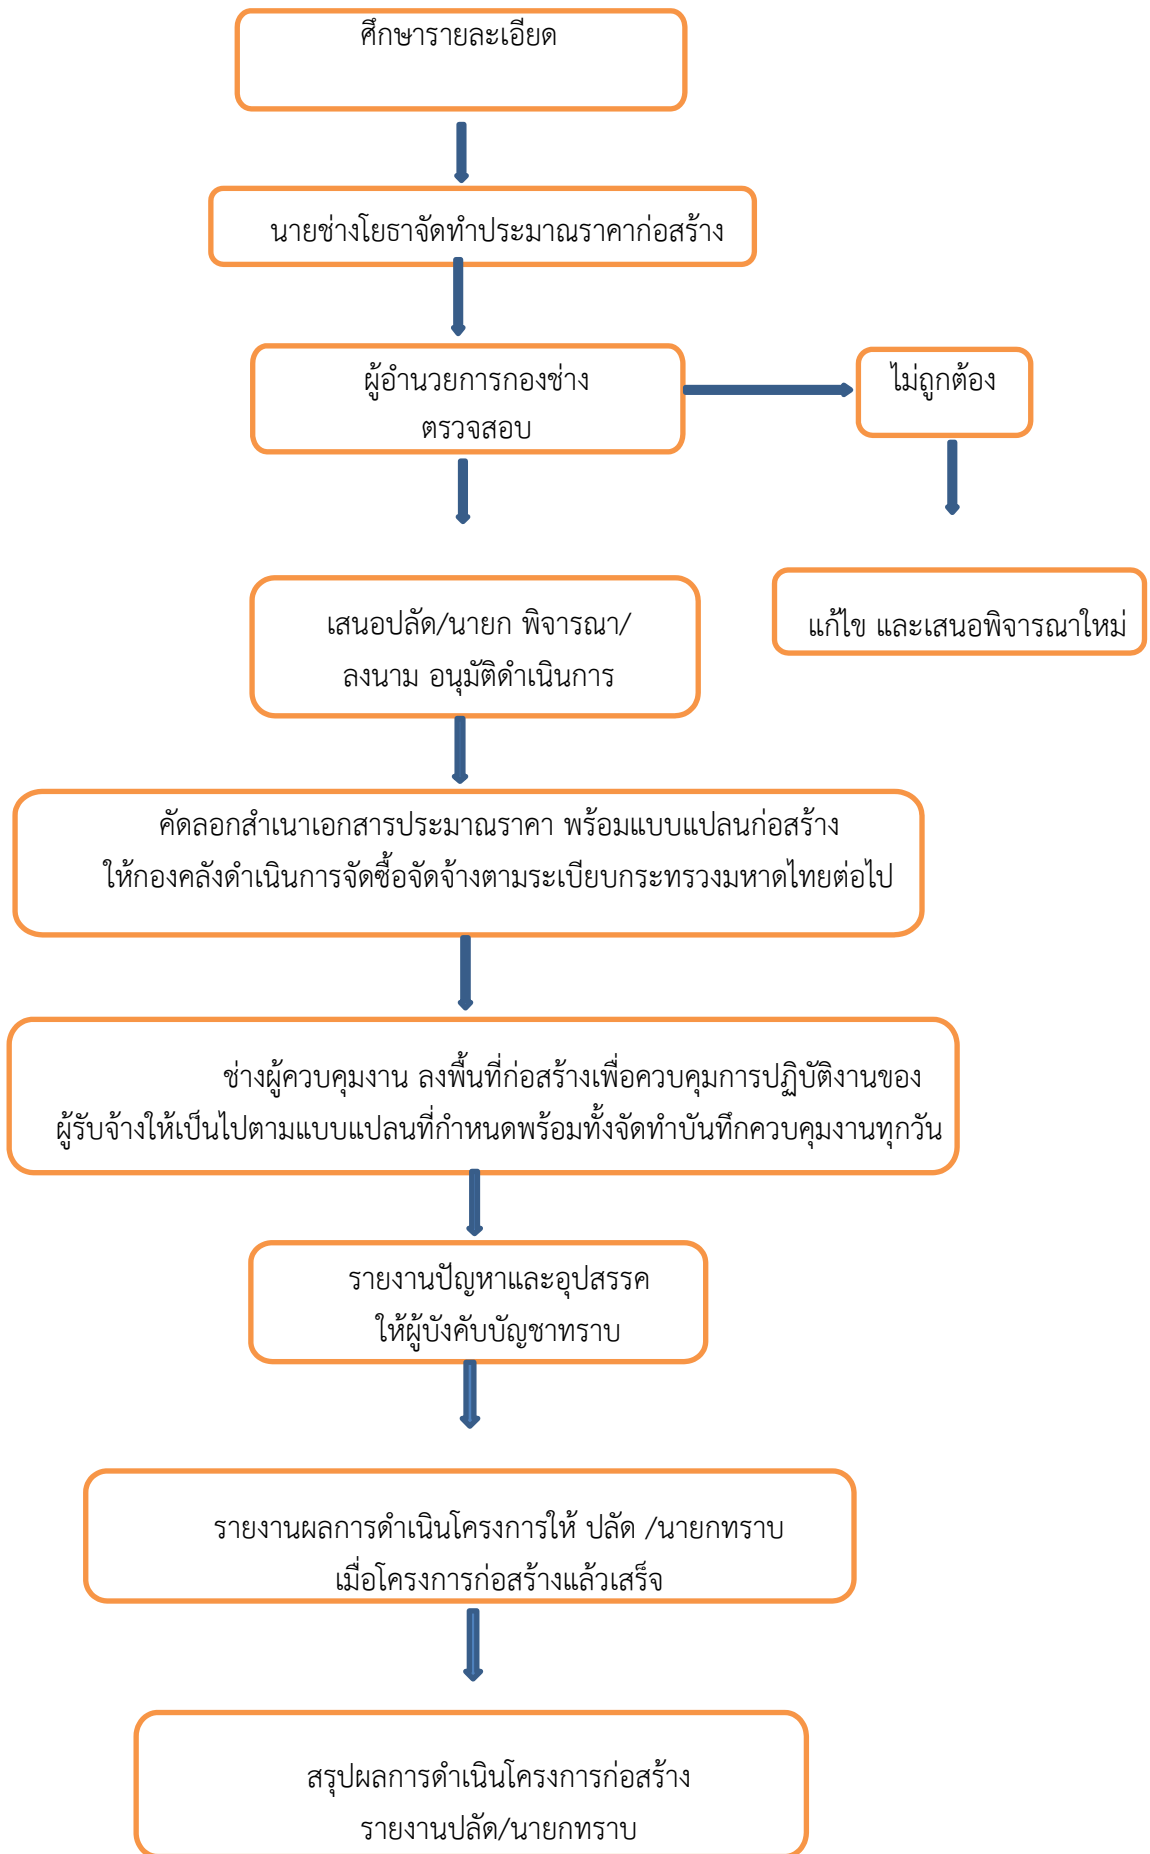 ศึกษารายละเอียด
นายช่างโยธาจัดทำประมาณราคาก่อสร้าง
ผู้อำนวยการกองช่าง
ตรวจสอบ
ไม่ถูกต้อง
เสนอปลัด/นายก พิจารณา/
ลงนาม อนุมัติดำเนินการ
แก้ไข และเสนอพิจารณาใหม่
คัดลอกสำเนาเอกสารประมาณราคา พร้อมแบบแปลนก่อสร้าง
ให้กองคลังดำเนินการจัดซื้อจัดจ้างตามระเบียบกระทรวงมหาดไทยต่อไป
ช่างผู้ควบคุมงาน ลงพื้นที่ก่อสร้างเพื่อควบคุมการปฏิบัติงานของ
ผู้รับจ้างให้เป็นไปตามแบบแปลนที่กำหนดพร้อมทั้งจัดทำบันทึกควบคุมงานทุกวัน
รายงานปัญหาและอุปสรรค
ให้ผู้บังคับบัญชาทราบ
รายงานผลการดำเนินโครงการให้ ปลัด /นายกทราบ
เมื่อโครงการก่อสร้างแล้วเสร็จ
สรุปผลการดำเนินโครงการก่อสร้าง
รายงานปลัด/นายกทราบ